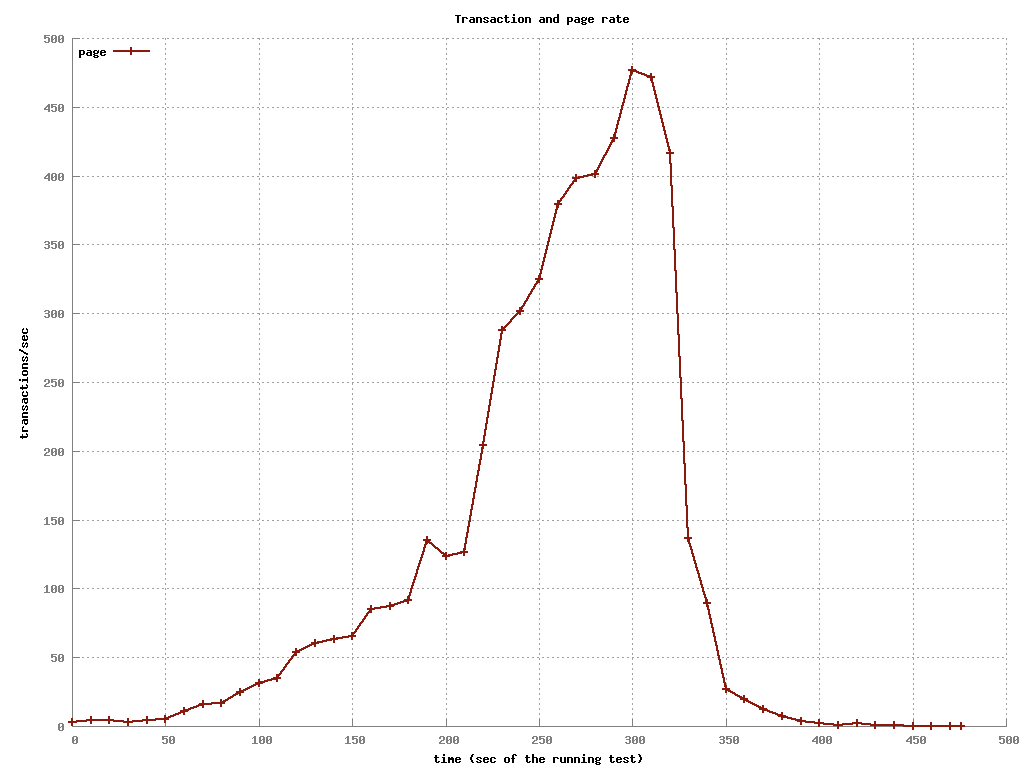 Transaction and page rate
page
500
450
400
350
300
250
200
150
100
50
0
transactions/sec
0 50 100 150 200 250 300 350 400 450 500
time (sec of the running test)